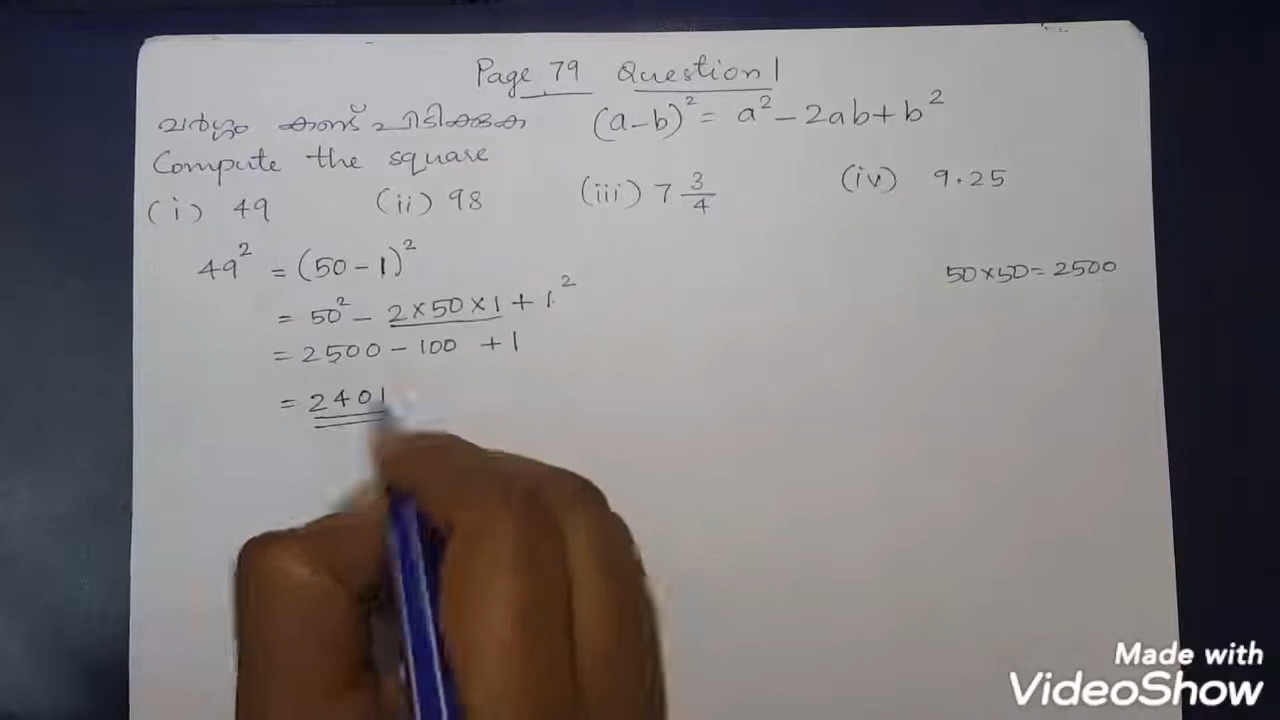 Page 79 Question 1
വർഗ്ഗം കണ്ട് പിടിക്കുക (a-b)² = a² - 2ab + b²
Compute the square
(i) 49 (ii) 98 (iii) 7 3/4 (iv) 9.25
49² = (50 - 1)²
= 50² - 2×50×1 + 1²
= 2500 - 100 + 1
= 2401
50×50 = 2500
Made with
VideoShow